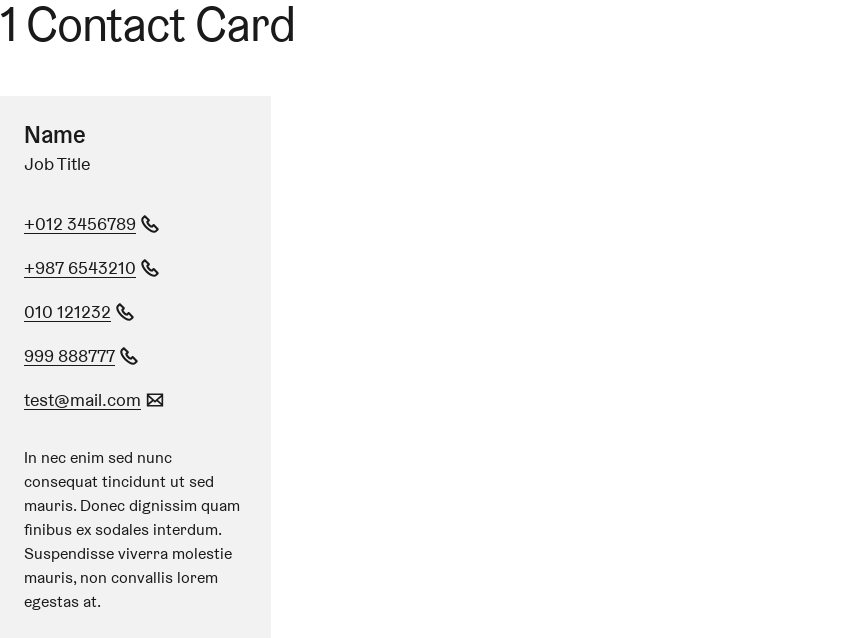 1 Contact Card
Name
Job Title
+012 3456789
+987 6543210
010 121232
999 888777
test@mail.com
In nec enim sed nunc
consequat tincidunt ut sed
mauris. Donec dignissim quam
finibus ex sodales interdum.
Suspendisse viverra molestie
mauris, non convallis lorem
egestas at.